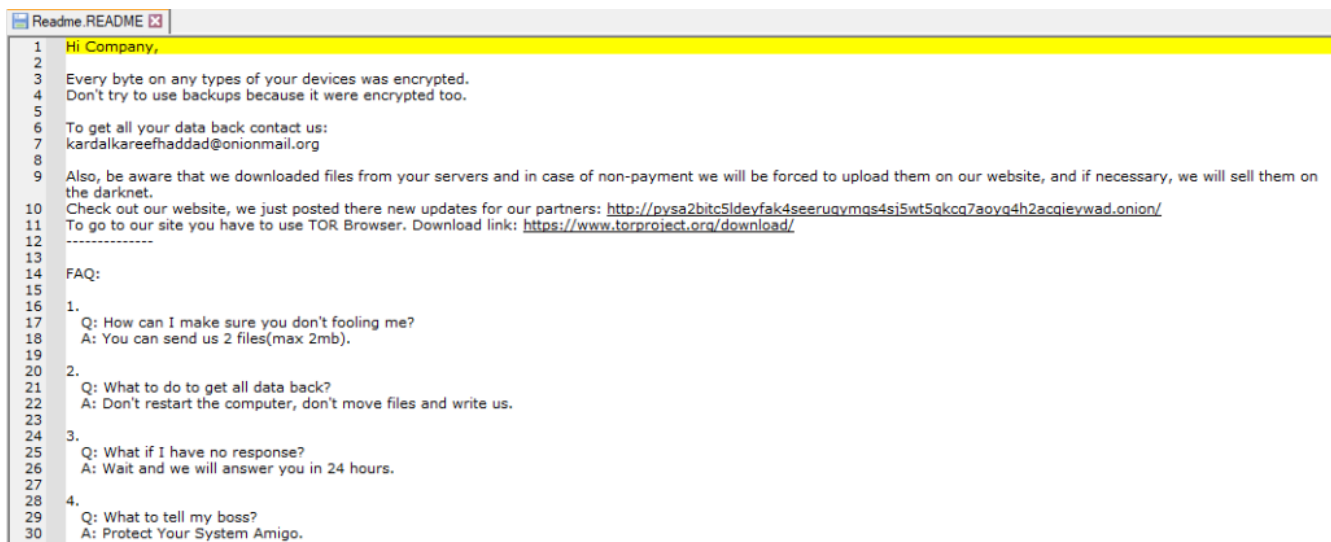 Readme.README
1 Hi Company,
2
3 Every byte on any types of your devices was encrypted.
4 Don't try to use backups because it were encrypted too.
5
6 To get all your data back contact us:
7 kardalkareefhaddad@onionmail.org
8
9 Also, be aware that we downloaded files from your servers and in case of non-payment we will be forced to upload them on our website, and if necessary, we will sell them on
the darknet.
10 Check out our website, we just posted there new updates for our partners: http://pysa2bitc5ldeyfak4seeruqymqs4sj5wt5qkcq7aoyg4h2acqieywad.onion/
11 To go to our site you have to use TOR Browser. Download link: https://www.torproject.org/download/
12 --------------
13
14 FAQ:
15
16 1.
17 Q: How can I make sure you don't fooling me?
18 A: You can send us 2 files(max 2mb).
19
20 2.
21 Q: What to do to get all data back?
22 A: Don't restart the computer, don't move files and write us.
23
24 3.
25 Q: What if I have no response?
26 A: Wait and we will answer you in 24 hours.
27
28 4.
29 Q: What to tell my boss?
30 A: Protect Your System Amigo.